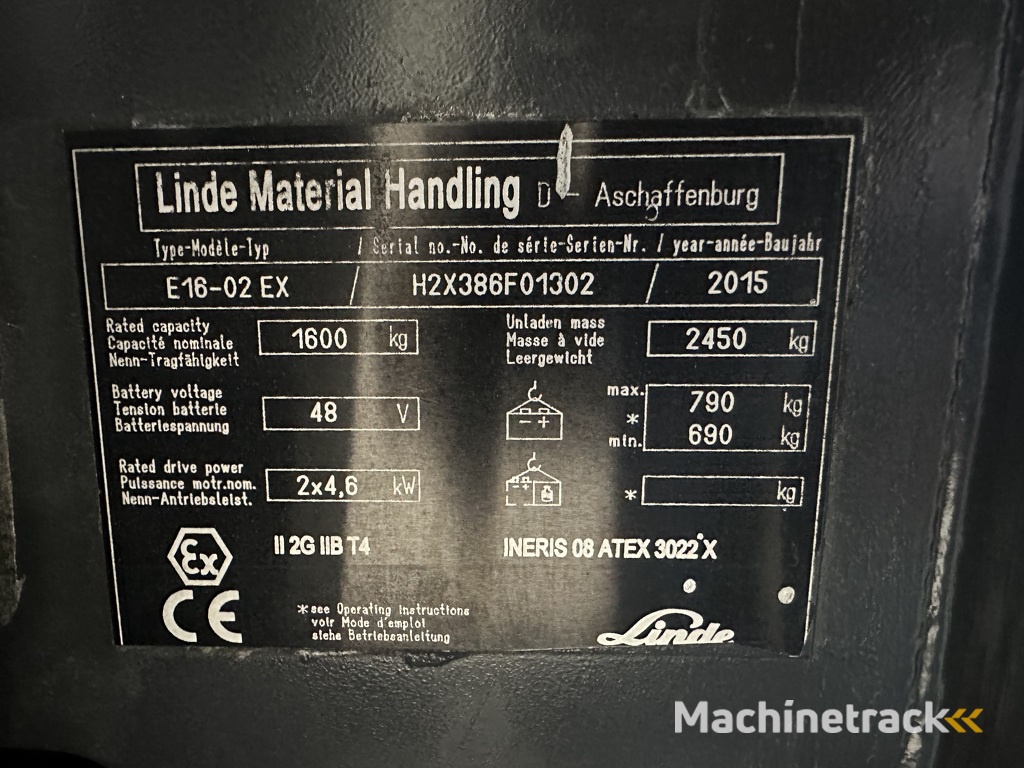 Linde Material Handling D - Aschaffenburg
Type-Modèle-Typ / Serial no.-No. de série-Serien-Nr. / year-année-Baujahr
E16-02 EX / H2X386F01302 / 2015
Rated capacity
Capacité nominale
Nenn-Tragfähigkeit
1600 kg
Unladen mass
Masse à vide
Leergewicht
2450 kg
Battery voltage
Tension batterie
Batteriespannung
48 V
- +
max. 790 kg
*
min. 690 kg
Rated drive power
Puissance motr.nom.
Nenn-Antriebsleist.
2x4,6 kW
- +
* kg
Ex
II 2G IIB T4
INERIS 08 ATEX 3022 X
CE
*see Operating Instructions
voir Mode d'emploi
siehe Betriebsanleitung
Linde
Machinetrack